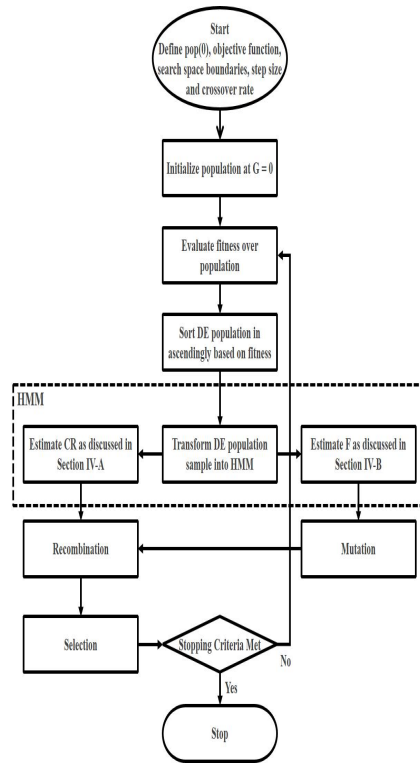 Start
Define pop(0), objective function,
search space boundaries, step size
and crossover rate
Initialize population at G = 0
Evaluate fitness over
population
Sort DE population in
ascendingly based on fitness
HMM
Estimate CR as discussed in
Section IV-A
Transform DE population
sample into HMM
Estimate F as discussed in
Section IV-B
Recombination
Mutation
Selection
Stopping Criteria Met
No
Yes
Stop